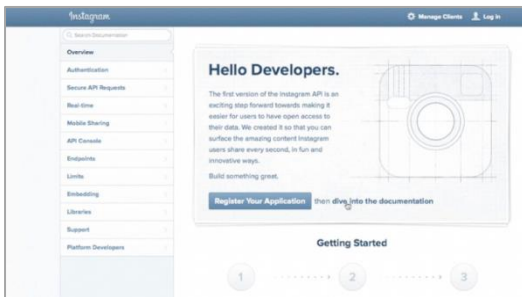 Instagram
Manage Clients
Log in
Search Documentation
Overview
Authentication
Secure API Requests
Real-time
Mobile Sharing
API Console
Endpoints
Limits
Embedding
Libraries
Support
Platform Developers
Hello Developers.
The first version of the Instagram API is an
exciting step forward towards making it
easier for users to have open access to
their data. We created it so that you can
surface the amazing content Instagram
users share every second, in fun and
innovative ways.
Build something great.
Register Your Application then dive into the documentation
Getting Started
1 2 3